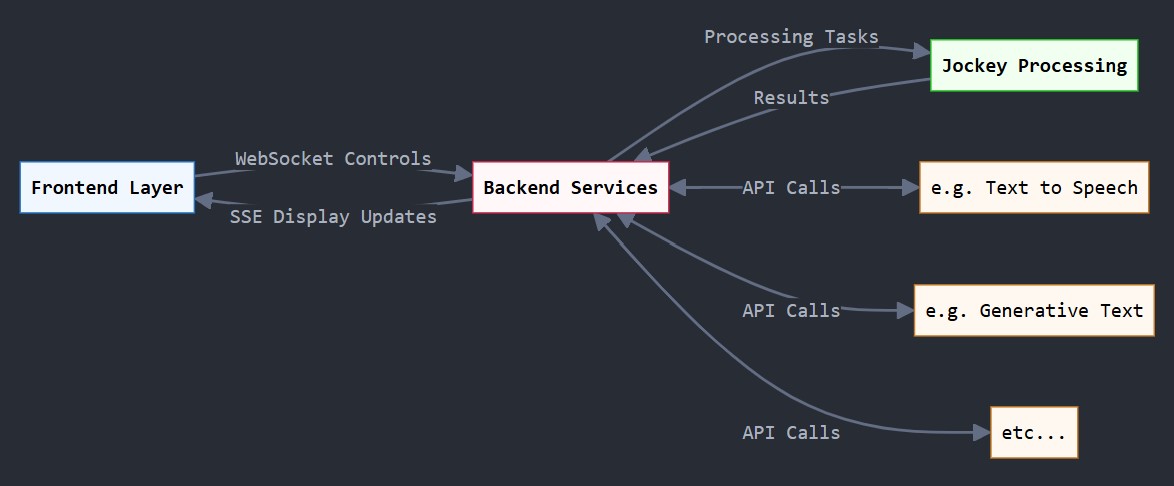 Processing Tasks
Jockey Processing
Results
WebSocket Controls
Frontend Layer
Backend Services
API Calls
e.g. Text to Speech
SSE Display Updates
API Calls
e.g. Generative Text
API Calls
etc...